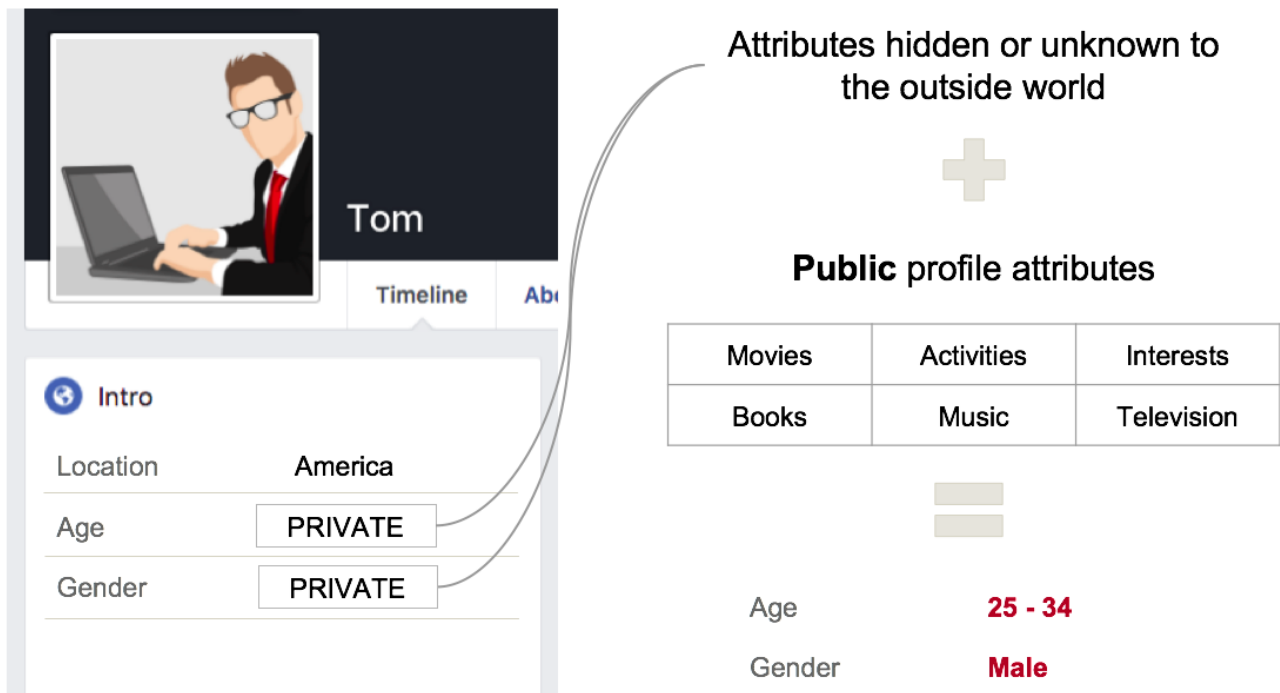 Tom
Timeline
Intro
Location America
Age PRIVATE
Gender PRIVATE
Attributes hidden or unknown to
the outside world
Public profile attributes
Movies Activities Interests
Books Music Television
Age 25 - 34
Gender Male